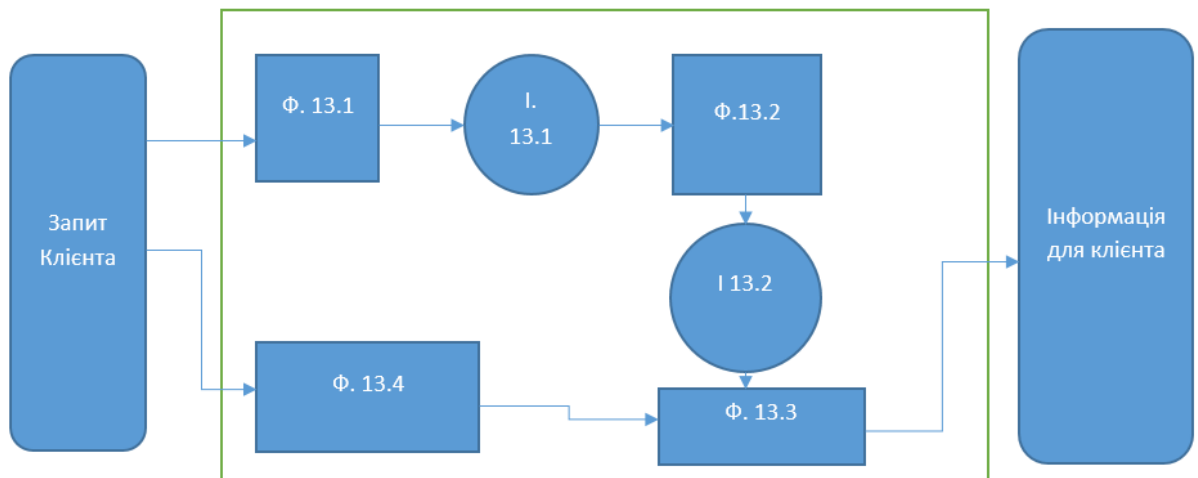 Запит
Клієнта
Ф. 13.1
І.
13.1
Ф.13.2
І 13.2
Ф. 13.4
Ф. 13.3
Інформація
для клієнта